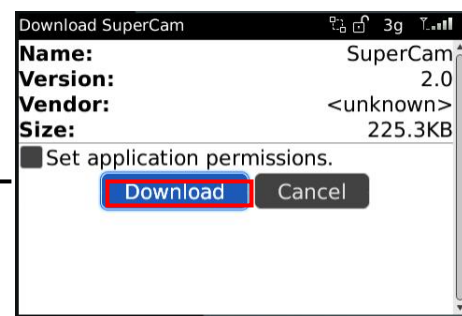 Download SuperCam 3g
Name: SuperCam
Version: 2.0
Vendor: <unknown>
Size: 225.3KB
Set application permissions.
Download Cancel